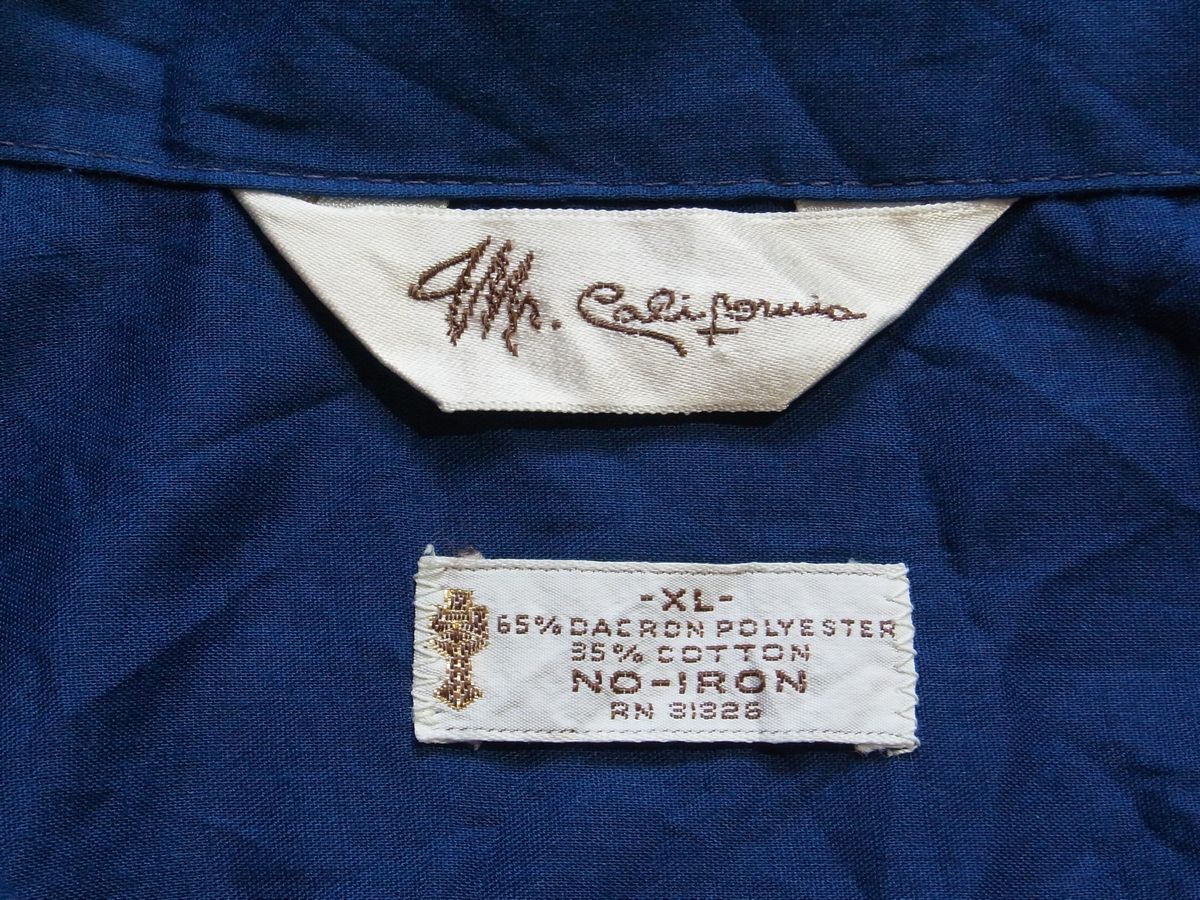 Mr. California
-XL-
65% DACRON POLYESTER
35% COTTON
NO-IRON
RN 31326